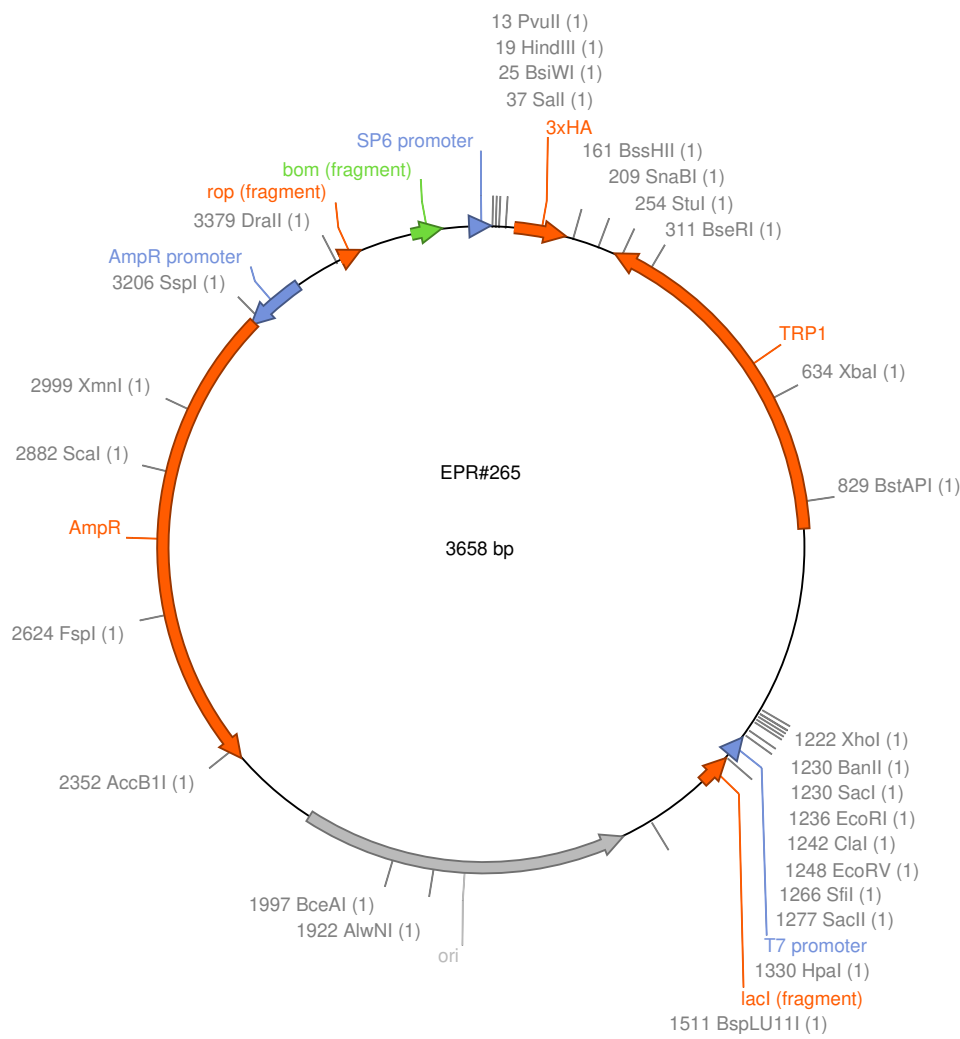 13 PvuII (1)
19 HindIII (1)
25 BsiWI (1)
37 SalI (1)
3xHA
SP6 promoter
bom (fragment)
rop (fragment)
161 BssHII (1)
209 SnaBI (1)
254 StuI (1)
311 BseRI (1)
3379 DraII (1)
AmpR promoter
3206 SspI (1)
TRP1
634 XbaI (1)
2999 XmnI (1)
2882 ScaI (1)
EPR#265
829 BstAPI (1)
AmpR
3658 bp
2624 FspI (1)
1222 XhoI (1)
1230 BanII (1)
1230 SacI (1)
1236 EcoRI (1)
1242 ClaI (1)
1248 EcoRV (1)
1266 SfiI (1)
1277 SacII (1)
T7 promoter
1330 HpaI (1)
lacI (fragment)
1511 BspLU11I (1)
2352 AccB1I (1)
1997 BceAI (1)
1922 AlwNI (1)
ori